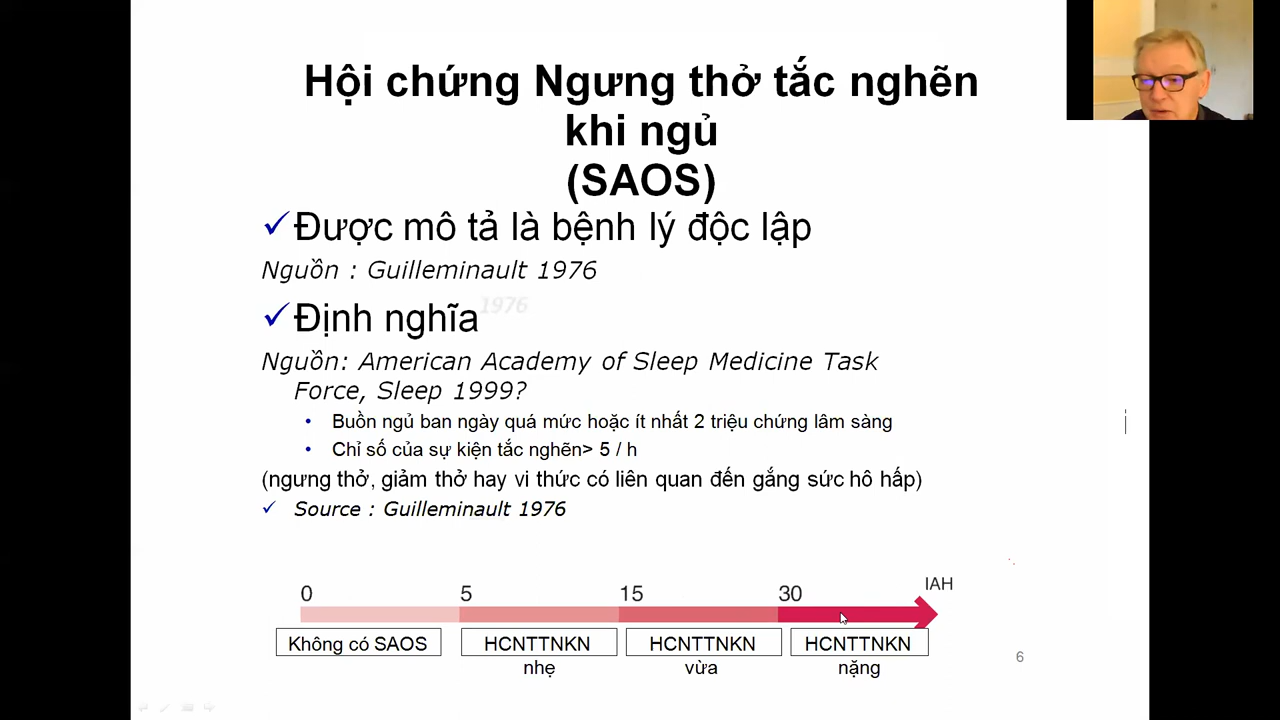 Hội chứng Ngưng thở tắc nghẽn
khi ngủ
(SAOS)
✓Được mô tả là bệnh lý độc lập
Nguồn : Guilleminault 1976
1976
✓Định nghĩa
Nguồn: American Academy of Sleep Medicine Task
Force, Sleep 1999?
• Buồn ngủ ban ngày quá mức hoặc ít nhất 2 triệu chứng lâm sàng
• Chỉ số của sự kiện tắc nghẽn> 5 / h
(ngưng thở, giảm thở hay vi thức có liên quan đến gắng sức hô hấp)
✓ Source : Guilleminault 1976
0 5 15 30 IAH
Không có SAOS HCNTTNKN HCNTTNKN HCNTTNKN
nhẹ vừa nặng
6